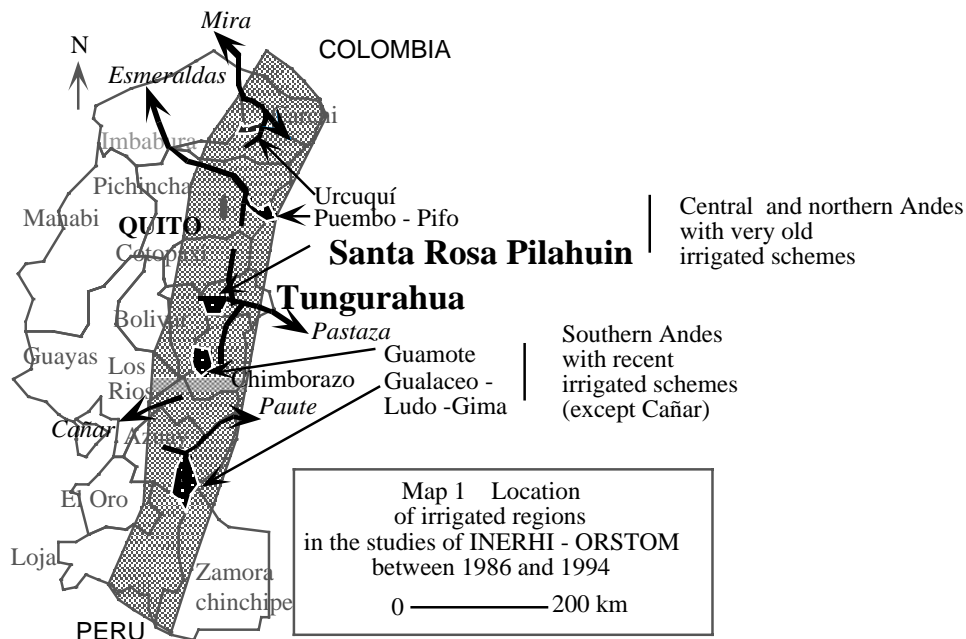 Mira
COLOMBIA
N
Esmeraldas
Imbabura
Pichincha
Urcuquí
Manabi
Puembo - Pifo
QUITO
Central and northern Andes
with very old
irrigated schemes
Santa Rosa Pilahuin
Tungurahua
Pastaza
Guayas
Los
Rios
Chimborazo
Guamote
Gualaceo -
Ludo -Gima
Southern Andes
with recent
irrigated schemes
(except Cañar)
Paute
Cañar
El Oro
Loja
Zamora
chinchipe
PERU
Map 1 Location
of irrigated regions
in the studies of INERHI - ORSTOM
between 1986 and 1994
0 200 km